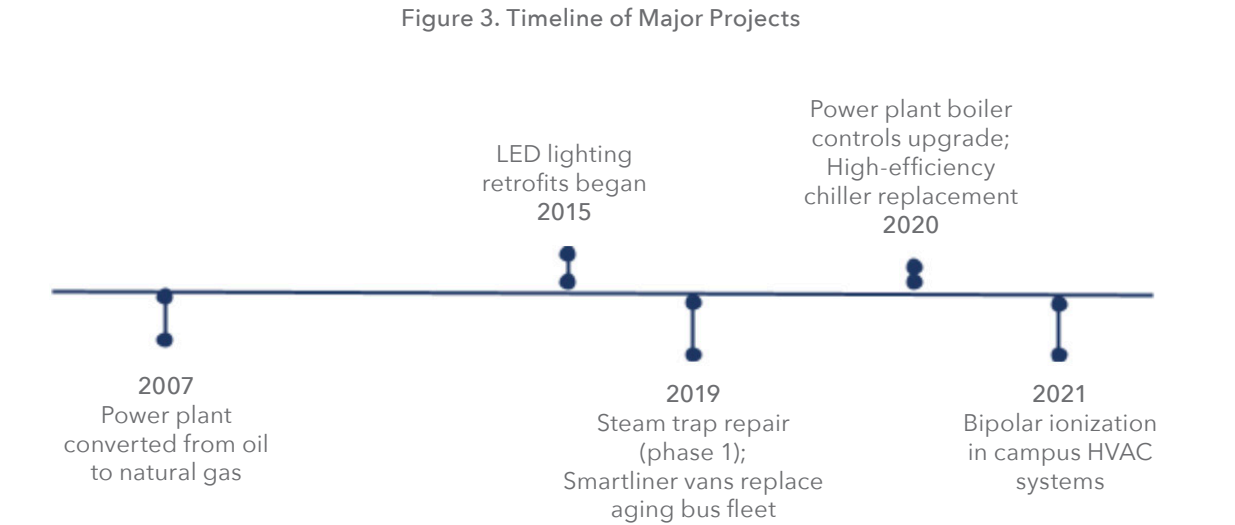 Figure 3. Timeline of Major Projects
2007
Power plant
converted from oil
to natural gas
LED lighting
retrofits began
2015
2019
Steam trap repair
(phase 1);
Smartliner vans replace
aging bus fleet
Power plant boiler
controls upgrade;
High-efficiency
chiller replacement
2020
2021
Bipolar ionization
in campus HVAC
systems